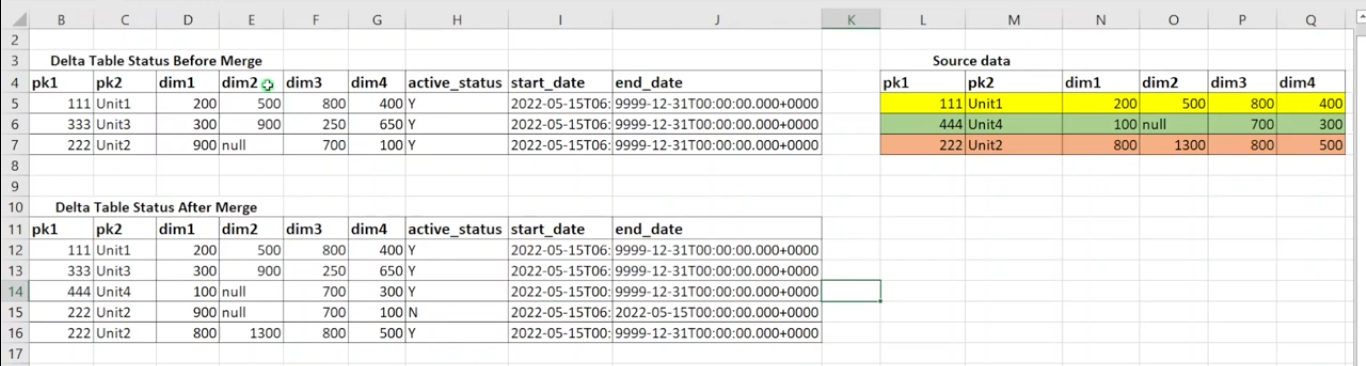 B C D E F G H I J K L M N O P Q
2
3 Delta Table Status Before Merge Source data
4 pk1 pk2 dim1 dim2 dim3 dim4 active_status start_date end_date pk1 pk2 dim1 dim2 dim3 dim4
5 111 Unit1 200 500 800 400 Y 2022-05-15T06: 9999-12-31T00:00:00.000+0000 111 Unit1 200 500 800 400
6 333 Unit3 300 900 250 650 Y 2022-05-15T06: 9999-12-31T00:00:00.000+0000 444 Unit4 100 null 700 300
7 222 Unit2 900 null 700 100 Y 2022-05-15T06: 9999-12-31T00:00:00.000+0000 222 Unit2 800 1300 800 500
8
9
10 Delta Table Status After Merge
11 pk1 pk2 dim1 dim2 dim3 dim4 active_status start_date end_date
12 111 Unit1 200 500 800 400 Y 2022-05-15T06: 9999-12-31T00:00:00.000+0000
13 333 Unit3 300 900 250 650 Y 2022-05-15T06: 9999-12-31T00:00:00.000+0000
14 444 Unit4 100 null 700 300 Y 2022-05-15T00: 9999-12-31T00:00:00.000+0000
15 222 Unit2 900 null 700 100 N 2022-05-15T06: 2022-05-15T00:00:00.000+0000
16 222 Unit2 800 1300 800 500 Y 2022-05-15T00: 9999-12-31T00:00:00.000+0000
17